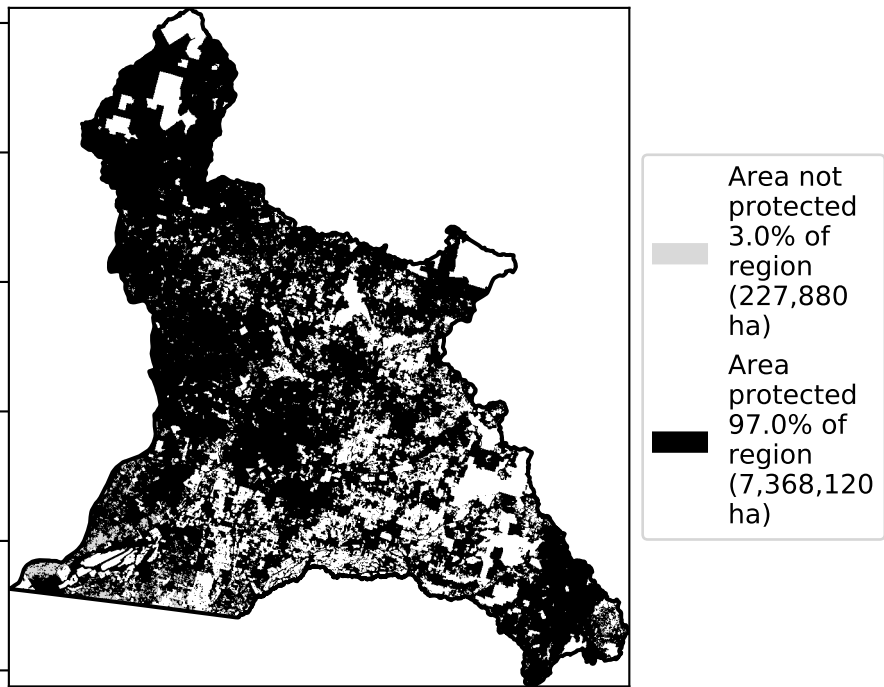 Area not
protected
3.0% of
region
(227,880
ha)
Area
protected
97.0% of
region
(7,368,120
ha)